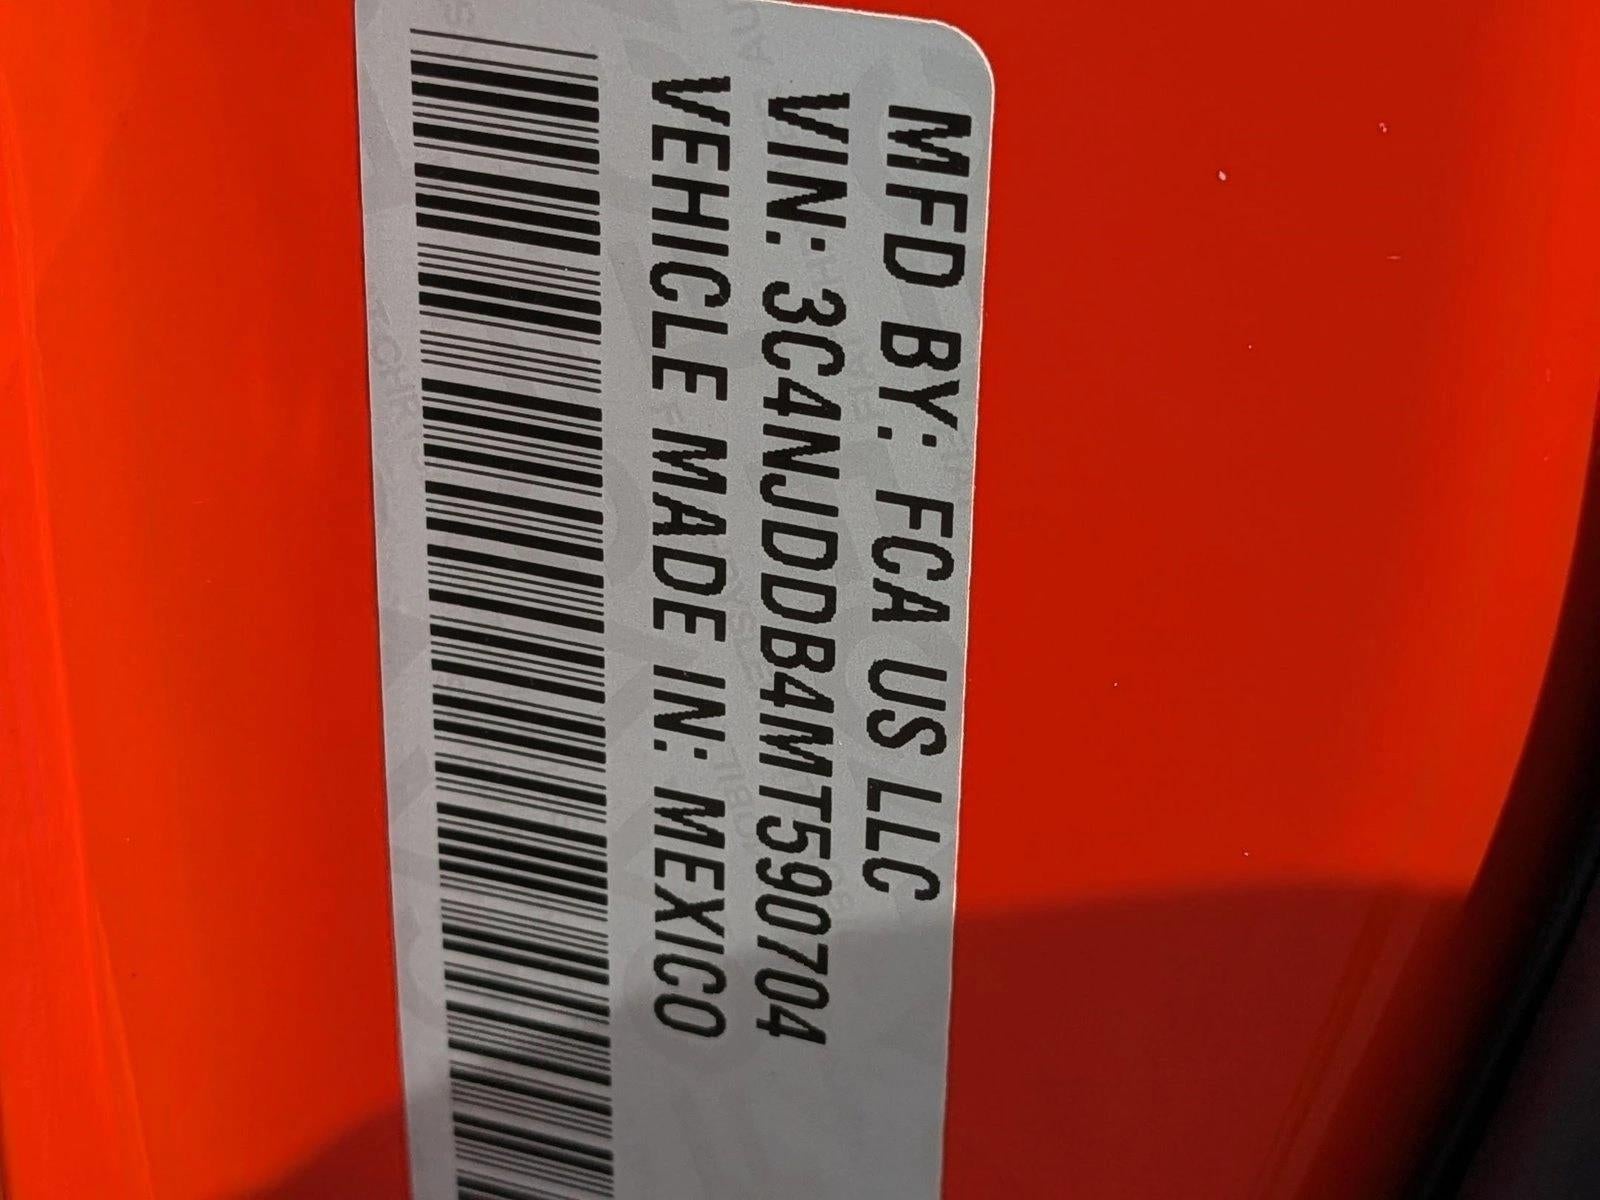 MFD BY: FCA US LLC
VIN: 3C4NJDDB4MT590704
VEHICLE MADE IN: MEXICO